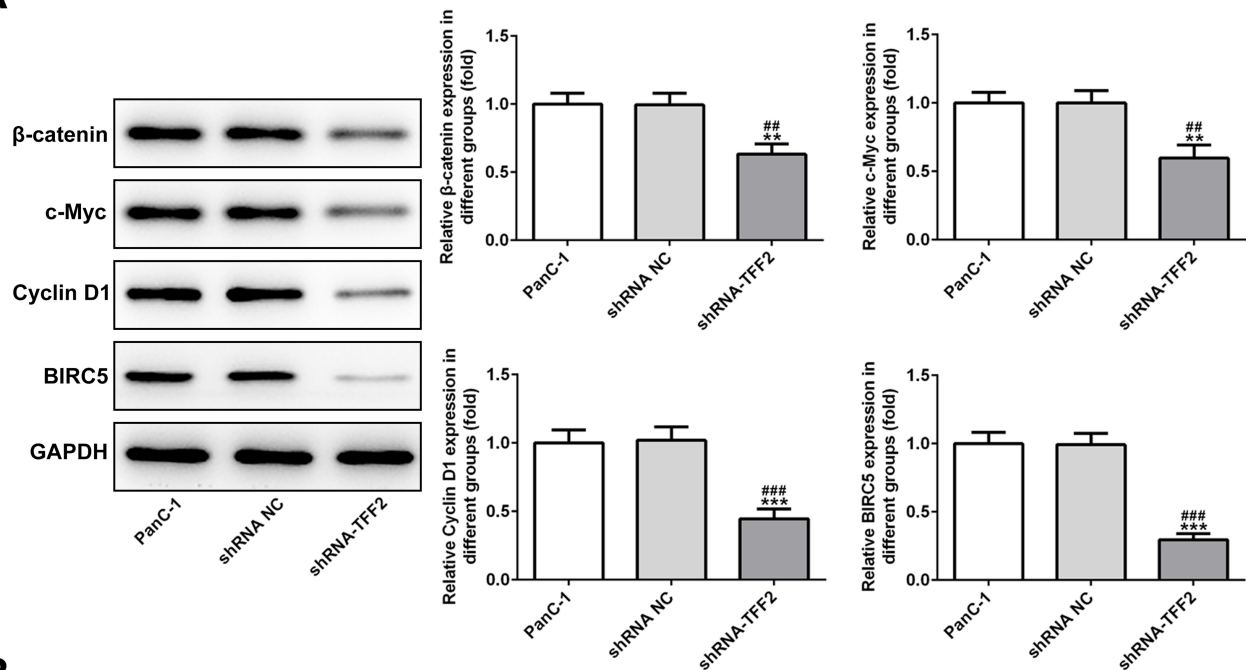 β-catenin
c-Myc
Cyclin D1
BIRC5
GAPDH
PanC-1
shRNA NC
shRNA-TFF2
Relative β-catenin expression in
different groups (fold)
1.5
1.0
0.5
0.0
##
**
PanC-1
shRNA NC
shRNA-TFF2
Relative c-Myc expression in
different groups (fold)
1.5
1.0
0.5
0.0
##
**
PanC-1
shRNA NC
shRNA-TFF2
Relative Cyclin D1 expression in
different groups (fold)
1.5
1.0
0.5
0.0
###
***
PanC-1
shRNA NC
shRNA-TFF2
Relative BIRC5 expression in
different groups (fold)
1.5
1.0
0.5
0.0
###
***
PanC-1
shRNA NC
shRNA-TFF2